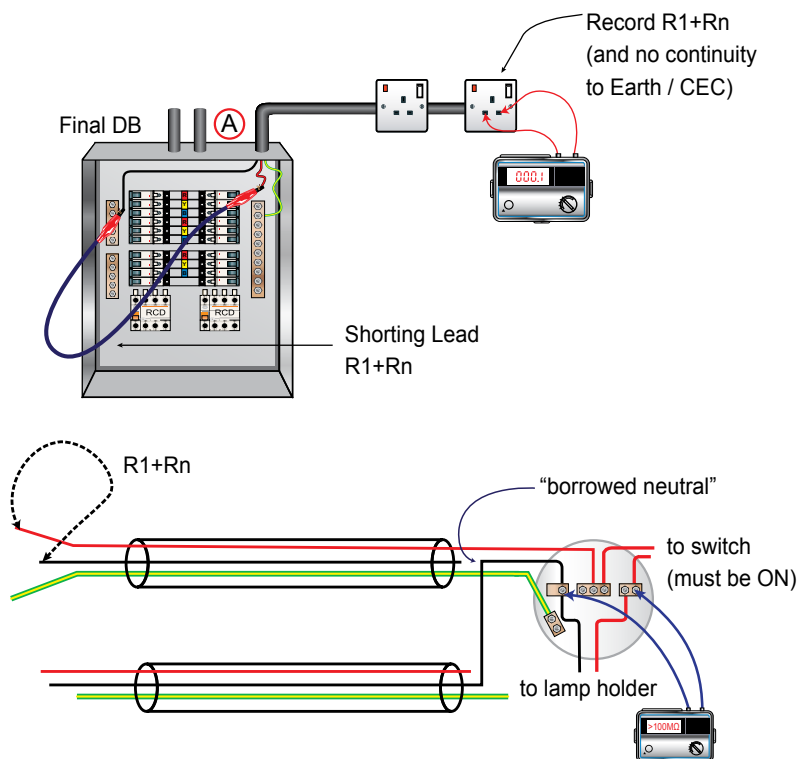 Record R1+Rn
(and no continuity
to Earth / CEC)
Final DB
A
000.1
RCD
RCD
Shorting Lead
R1+Rn
R1+Rn
“borrowed neutral”
to switch
(must be ON)
to lamp holder
>100MΩ